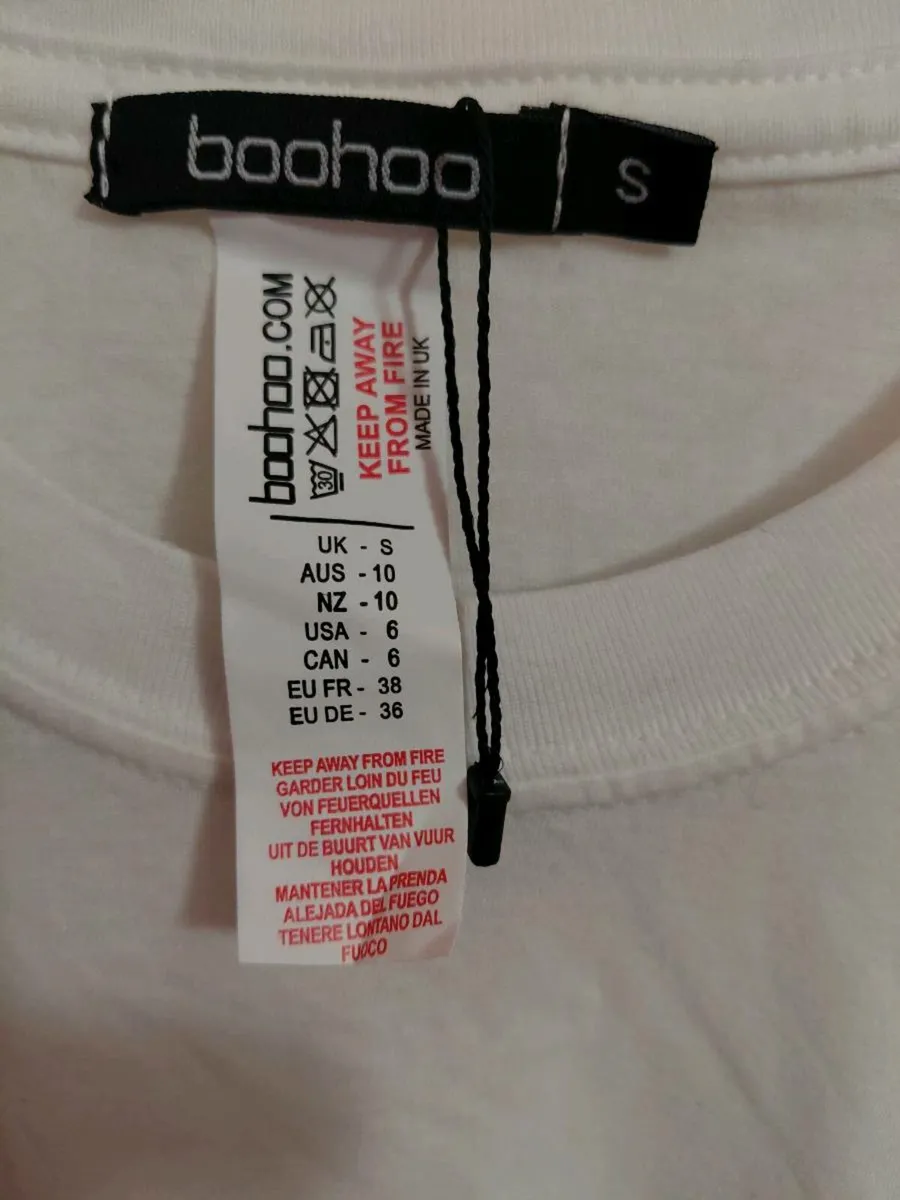 boohoo
S
boohoo.COM
30
KEEP AWAY
FROM FIRE
MADE IN UK
UK - S
AUS - 10
NZ - 10
USA - 6
CAN - 6
EU FR - 38
EU DE - 36
KEEP AWAY FROM FIRE
GARDER LOIN DU FEU
VON FEUERQUELLEN
FERNHALTEN
UIT DE BUURT VAN VUUR
HOUDEN
MANTENER LA PRENDA
ALEJADA DEL FUEGO
TENERE LONTANO DAL
FUOCO